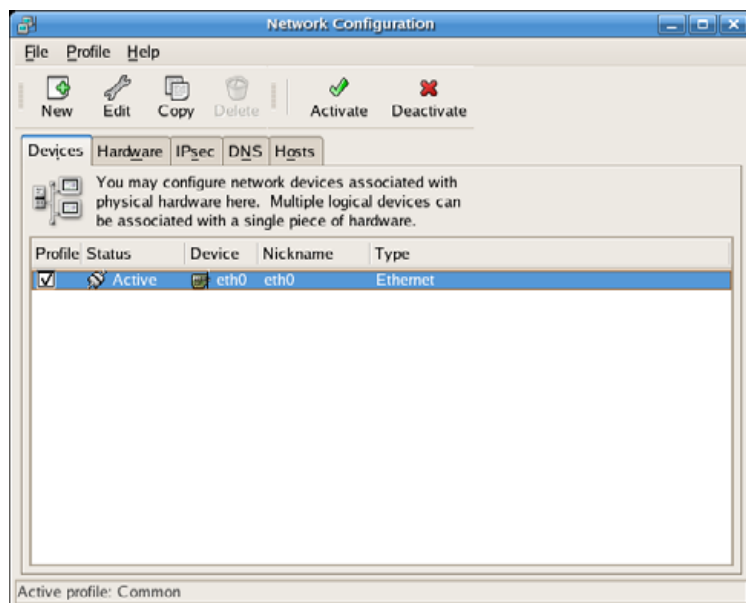 Network Configuration
File Profile Help
New Edit Copy Delete Activate Deactivate
Devices Hardware IPsec DNS Hosts
You may configure network devices associated with
physical hardware here. Multiple logical devices can
be associated with a single piece of hardware.
Profile Status Device Nickname Type
Active eth0 eth0 Ethernet
Active profile: Common